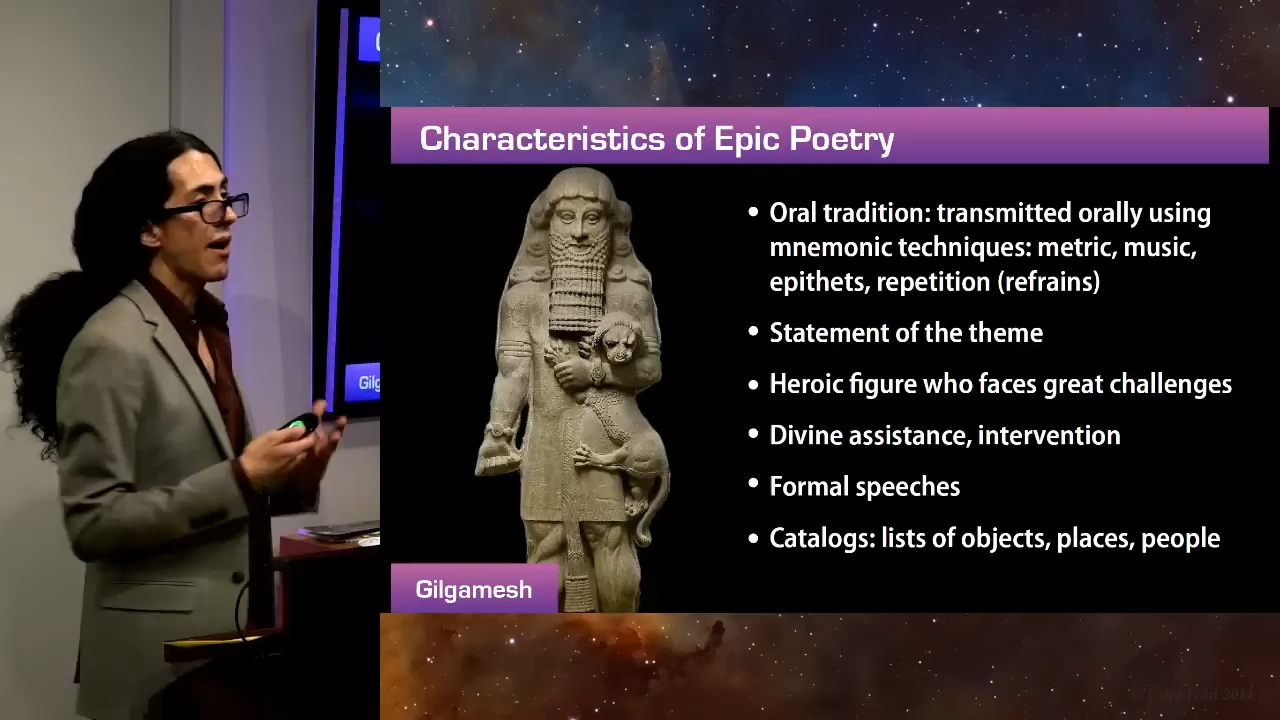 Characteristics of Epic Poetry
• Oral tradition: transmitted orally using
mnemonic techniques: metric, music,
epithets, repetition (refrains)
• Statement of the theme
• Heroic figure who faces great challenges
• Divine assistance, intervention
• Formal speeches
• Catalogs: lists of objects, places, people
Gilgamesh
Gilg